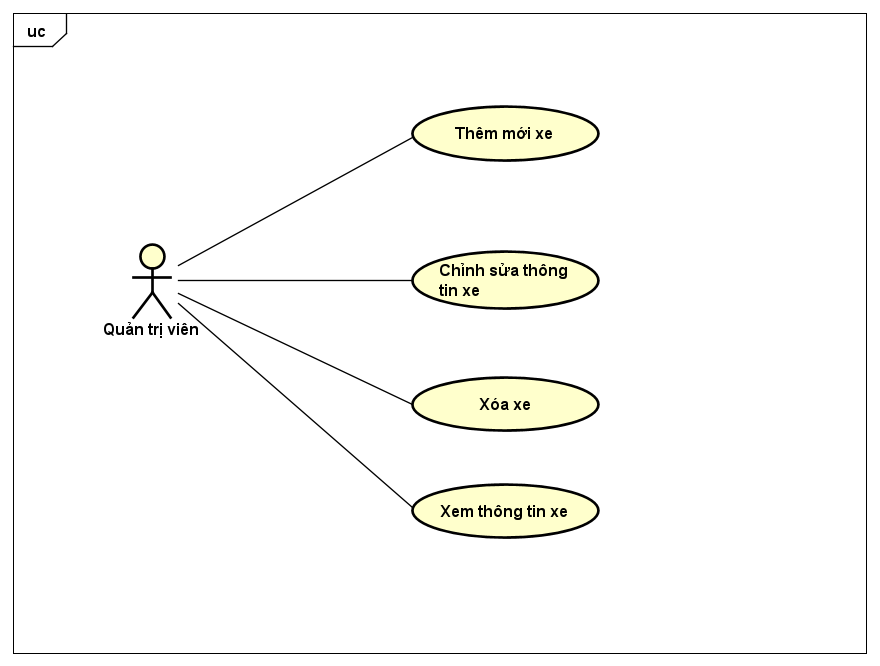 uc
Thêm mới xe
Chỉnh sửa thông
tin xe
Quản trị viên
Xóa xe
Xem thông tin xe